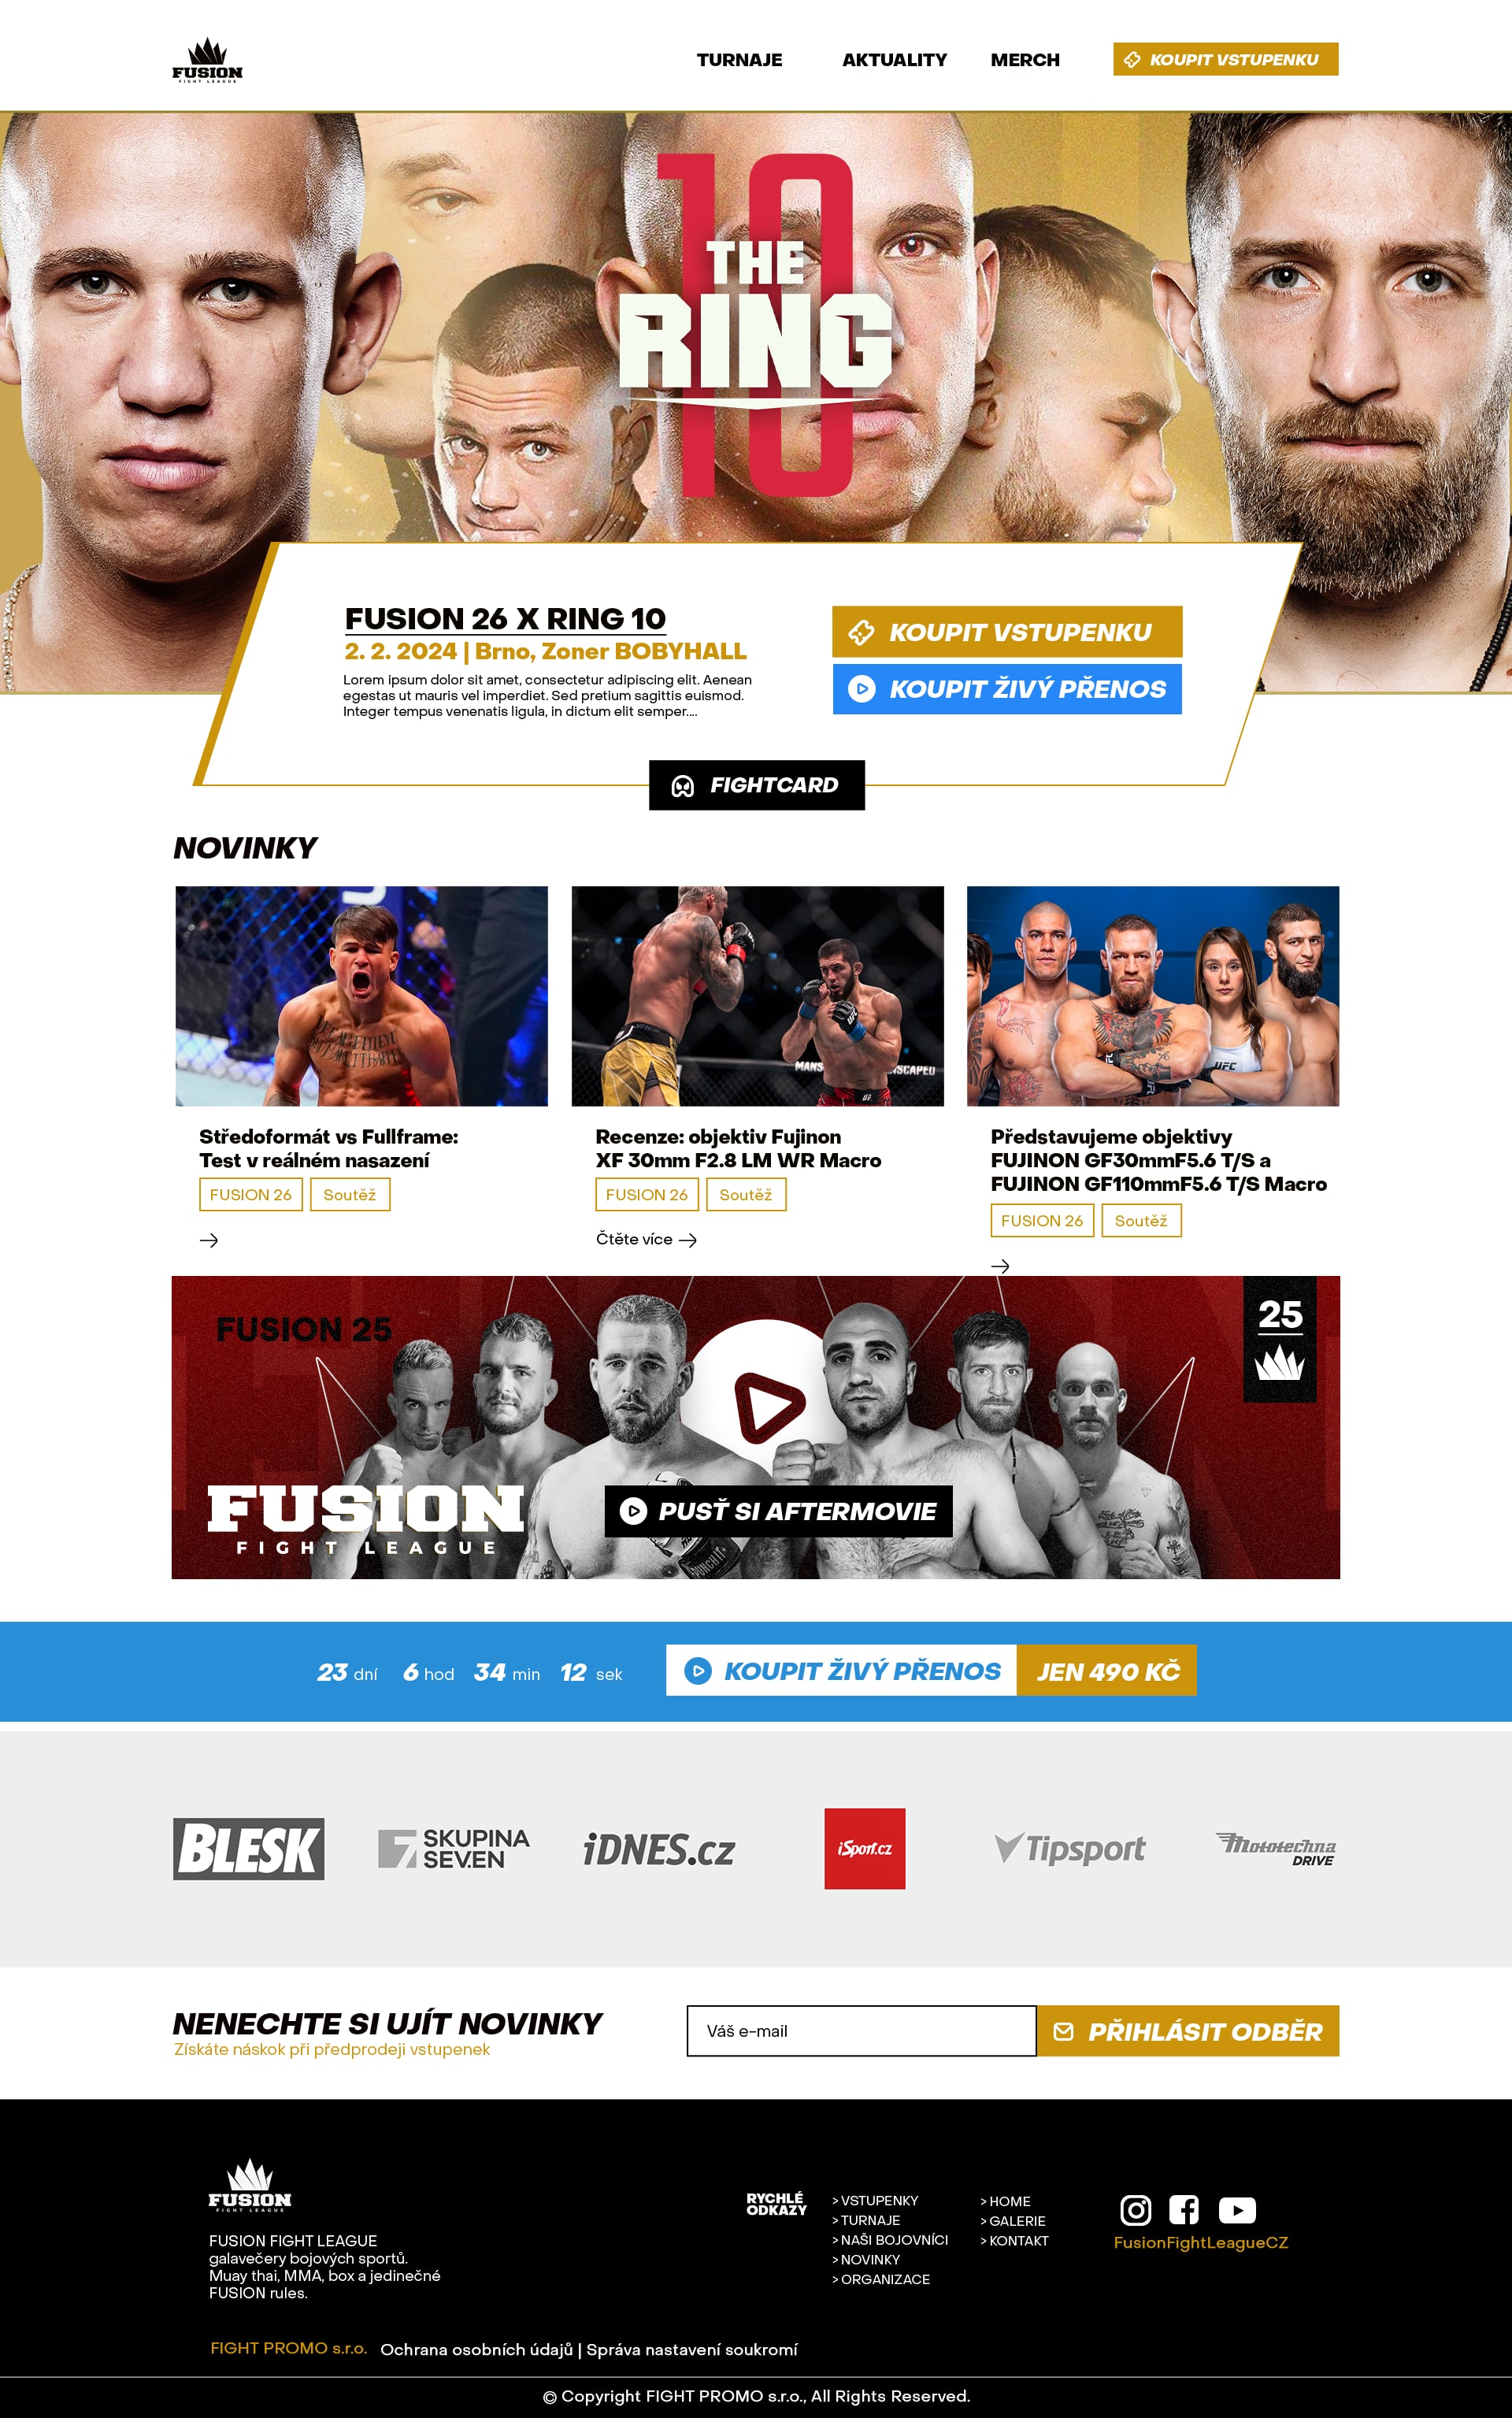 FUSION
FIGHT LEAGUE
TURNAJE
AKTUALITY
MERCH
KOUPIT VSTUPENKU
10
THE
RING
FUSION 26 X RING 10
2. 2. 2024 | Brno, Zoner BOBYHALL
Lorem ipsum dolor sit amet, consectetur adipiscing elit. Aenean
egestas ut mauris vel imperdiet. Sed pretium sagittis euismod.
Integer tempus venenatis ligula, in dictum elit semper....
KOUPIT VSTUPENKU
KOUPIT ŽIVÝ PŘENOS
FIGHTCARD
NOVINKY
Středoformát vs Fullframe:
Test v reálném nasazení
FUSION 26
Soutěž
Recenze: objektiv Fujinon
XF 30mm F2.8 LM WR Macro
FUSION 26
Soutěž
Čtěte více
Představujeme objektivy
FUJINON GF30mmF5.6 T/S a
FUJINON GF110mmF5.6 T/S Macro
FUSION 26
Soutěž
FUSION 25
25
FUSION
FIGHT LEAGUE
PUSŤ SI AFTERMOVIE
23 dní 6 hod 34 min 12 sek
KOUPIT ŽIVÝ PŘENOS
JEN 490 KČ
BLESK
SKUPINA
SEV.EN
iDNES.cz
iSport.cz
Tipsport
Mototechna
DRIVE
NENECHTE SI UJÍT NOVINKY
Získáte náskok při předprodeji vstupenek
Váš e-mail
PŘIHLÁSIT ODBĚR
FUSION
FIGHT LEAGUE
FUSION FIGHT LEAGUE
galavečery bojových sportů.
Muay thai, MMA, box a jedinečné
FUSION rules.
RYCHLÉ
ODKAZY
> VSTUPENKY
> TURNAJE
> NAŠI BOJOVNÍCI
> NOVINKY
> ORGANIZACE
> HOME
> GALERIE
> KONTAKT
FusionFightLeagueCZ
FIGHT PROMO s.r.o. Ochrana osobních údajů | Správa nastavení soukromí
© Copyright FIGHT PROMO s.r.o., All Rights Reserved.